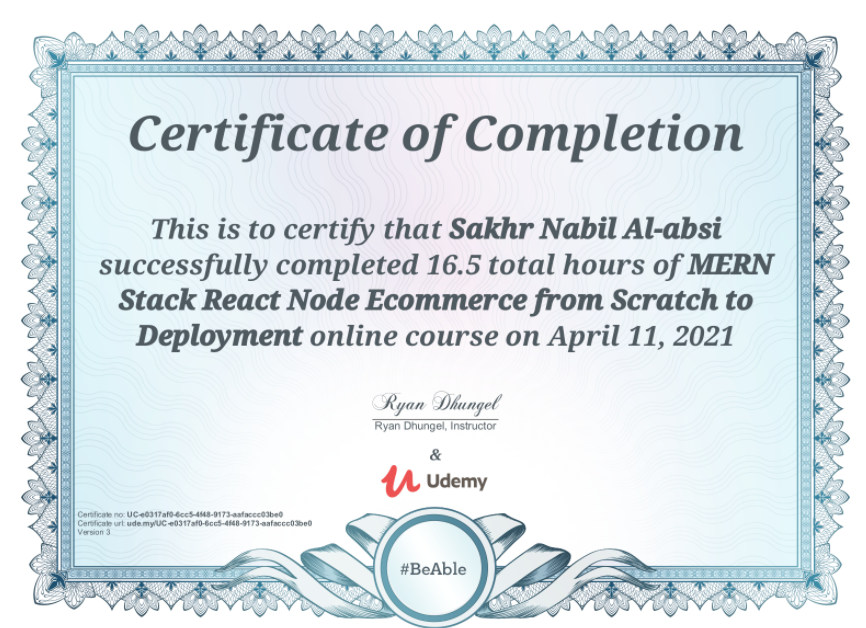 Certificate of Completion
This is to certify that Sakhr Nabil Al-absi
successfully completed 16.5 total hours of MERN
Stack React Node Ecommerce from Scratch to
Deployment online course on April 11, 2021
Ryan Dhungel
Ryan Dhungel, Instructor
&
Udemy
Certificate no: UC-e0317af0-6cc5-4f48-9173-aafaccc03be0
Certificate url: ude.my/UC-e0317af0-6cc5-4f48-9173-aafaccc03be0
Version 3
#BeAble